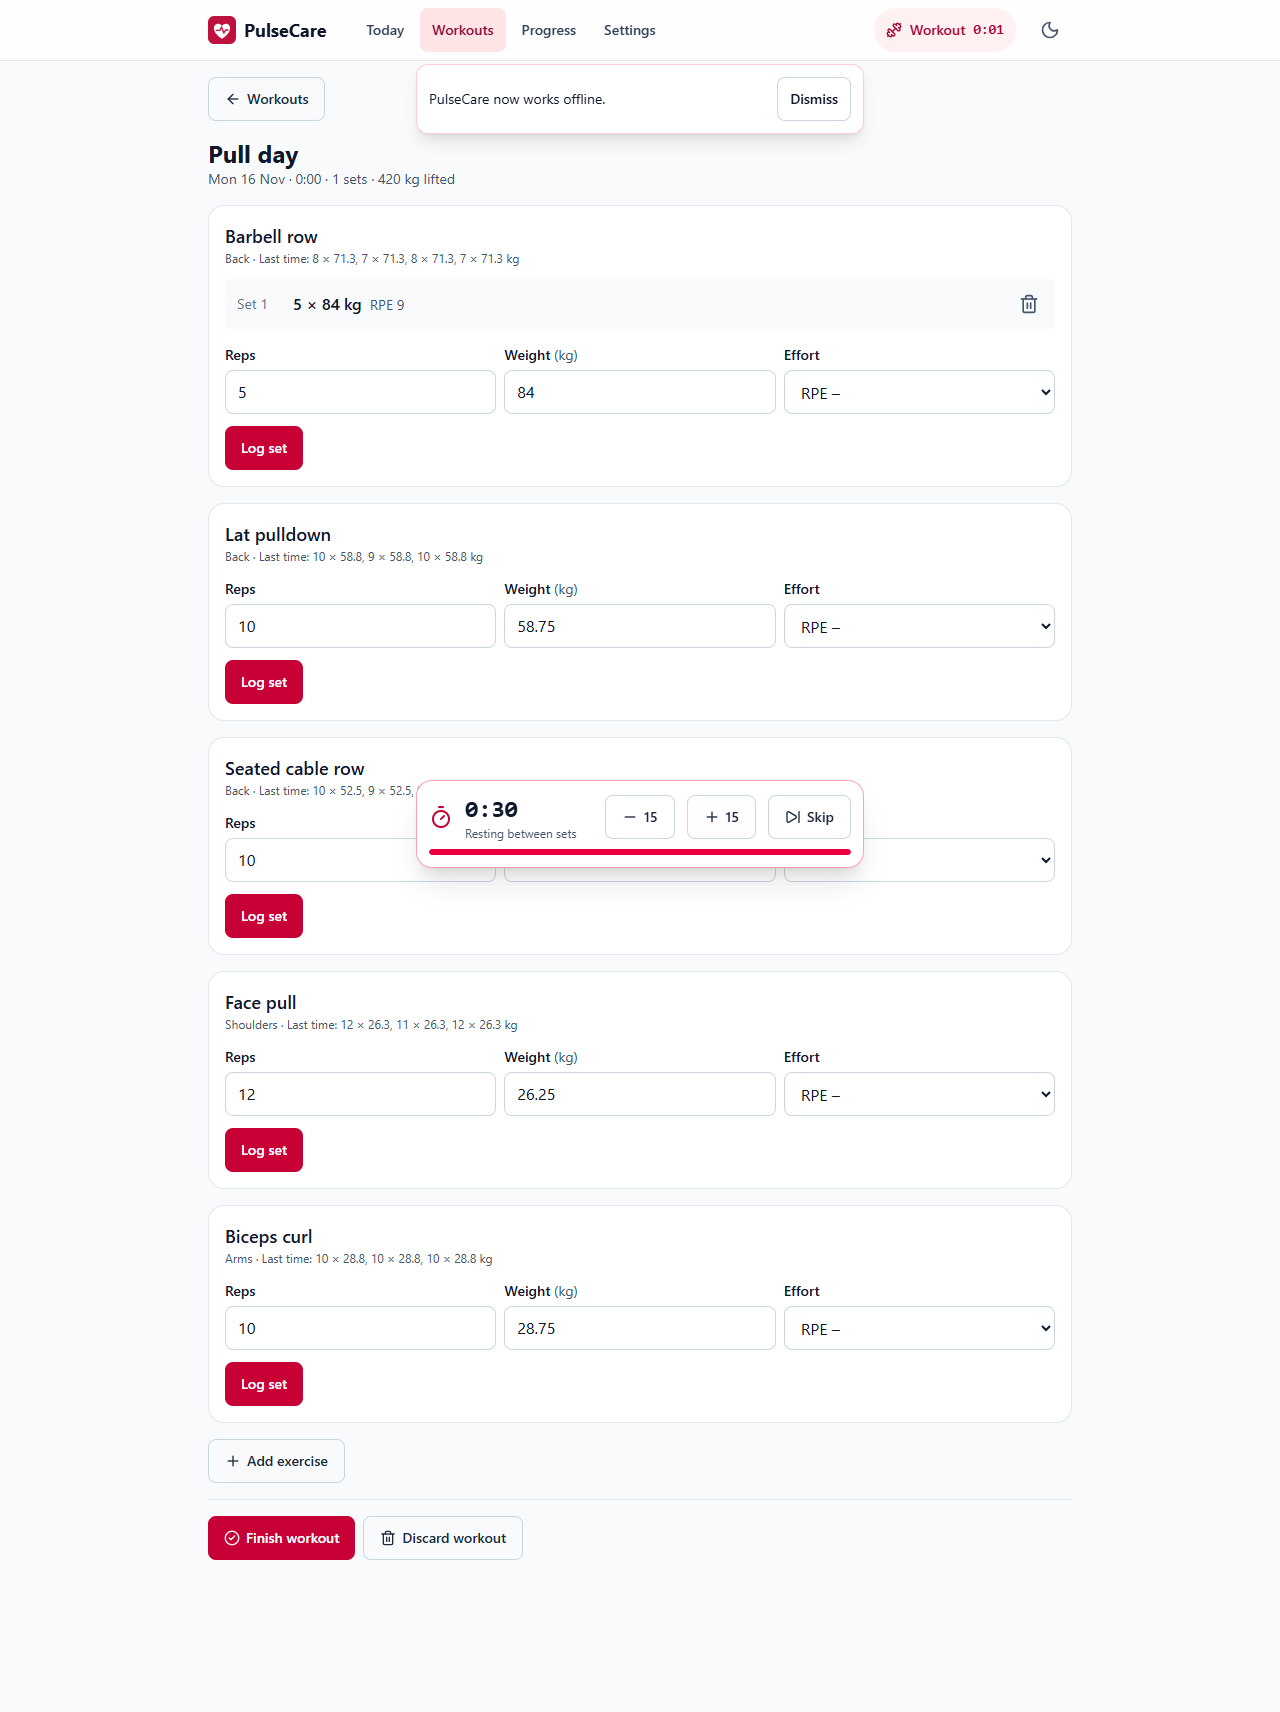 PulseCare
Today
Workouts
Progress
Settings
Workout 0:01
Workouts
PulseCare now works offline.
Dismiss
Pull day
Mon 16 Nov · 0:00 · 1 sets · 420 kg lifted
Barbell row
Back · Last time: 8 × 71.3, 7 × 71.3, 8 × 71.3, 7 × 71.3 kg
Set 1 5 × 84 kg RPE 9
Reps Weight (kg) Effort
5 84 RPE –
Log set
Lat pulldown
Back · Last time: 10 × 58.8, 9 × 58.8, 10 × 58.8 kg
Reps Weight (kg) Effort
10 58.75 RPE –
Log set
Seated cable row
Back · Last time: 10 × 52.5, 9 × 52.5,
Reps
10
0:30
Resting between sets
– 15
+ 15
Skip
Log set
Face pull
Shoulders · Last time: 12 × 26.3, 11 × 26.3, 12 × 26.3 kg
Reps Weight (kg) Effort
12 26.25 RPE –
Log set
Biceps curl
Arms · Last time: 10 × 28.8, 10 × 28.8, 10 × 28.8 kg
Reps Weight (kg) Effort
10 28.75 RPE –
Log set
+ Add exercise
Finish workout
Discard workout